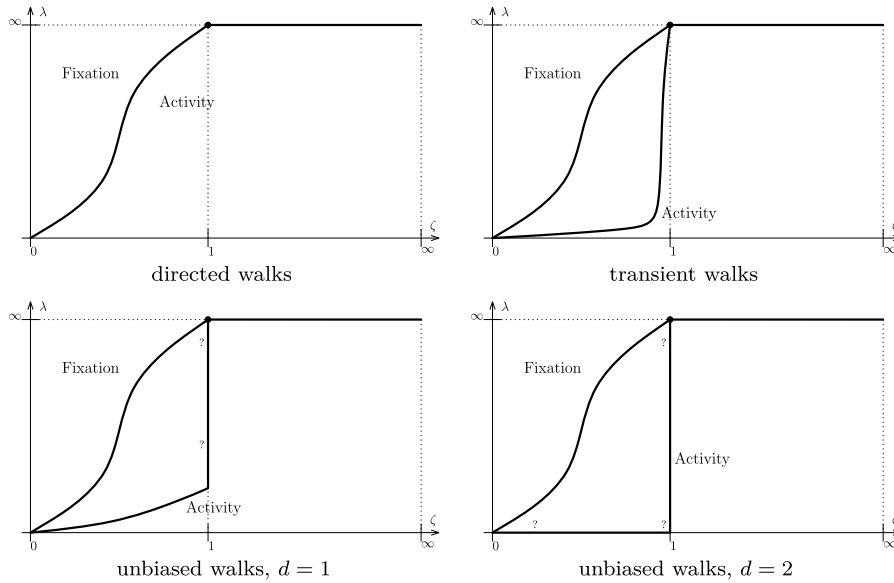 ∞ λ
Fixation
Activity
ζ
0 1 ∞
directed walks
∞ λ
Fixation
Activity
ζ
0 1 ∞
transient walks
∞ λ
?
Fixation
?
Activity
ζ
0 1 ∞
unbiased walks, d = 1
∞ λ
?
Fixation
Activity
? ?
ζ
0 1 ∞
unbiased walks, d = 2